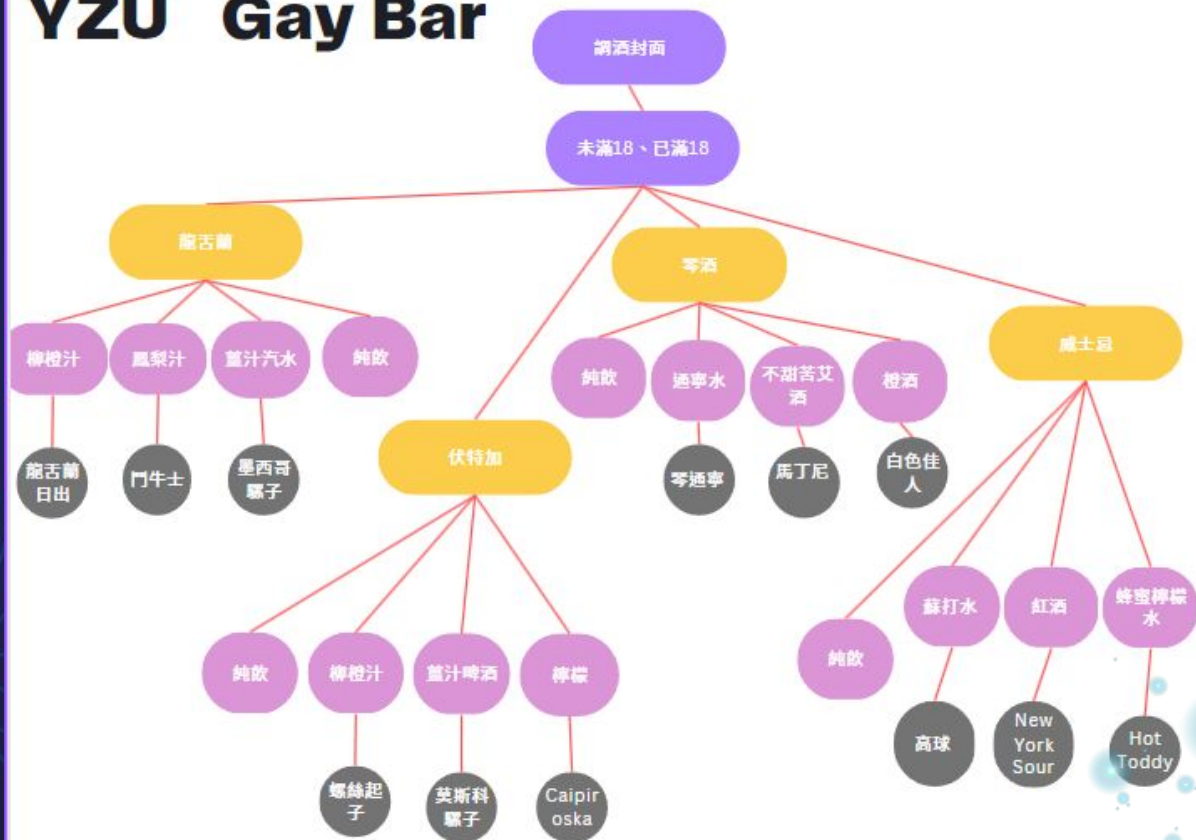 YZU Gay Bar
調酒封面
未滿18、已滿18
龍舌蘭
琴酒
威士忌
伏特加
柳橙汁
鳳梨汁
薑汁汽水
純飲
純飲
通寧水
不甜苦艾
酒
橙酒
龍舌蘭
日出
鬥牛士
墨西哥
騾子
琴通寧
馬丁尼
白色佳
人
純飲
柳橙汁
薑汁啤酒
檸檬
純飲
蘇打水
紅酒
蜂蜜檸檬
水
螺絲起
子
莫斯科
騾子
Caipir
oska
高球
New
York
Sour
Hot
Toddy